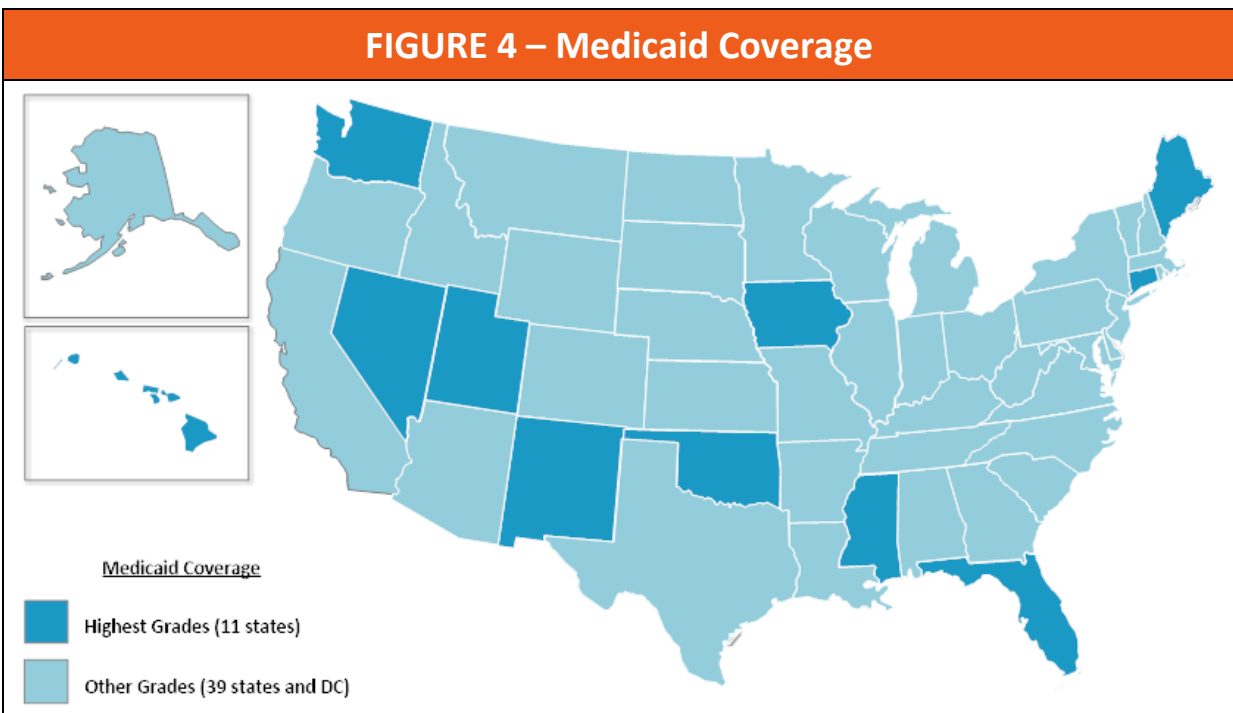 FIGURE 4 – Medicaid Coverage
Medicaid Coverage
Highest Grades (11 states)
Other Grades (39 states and DC)